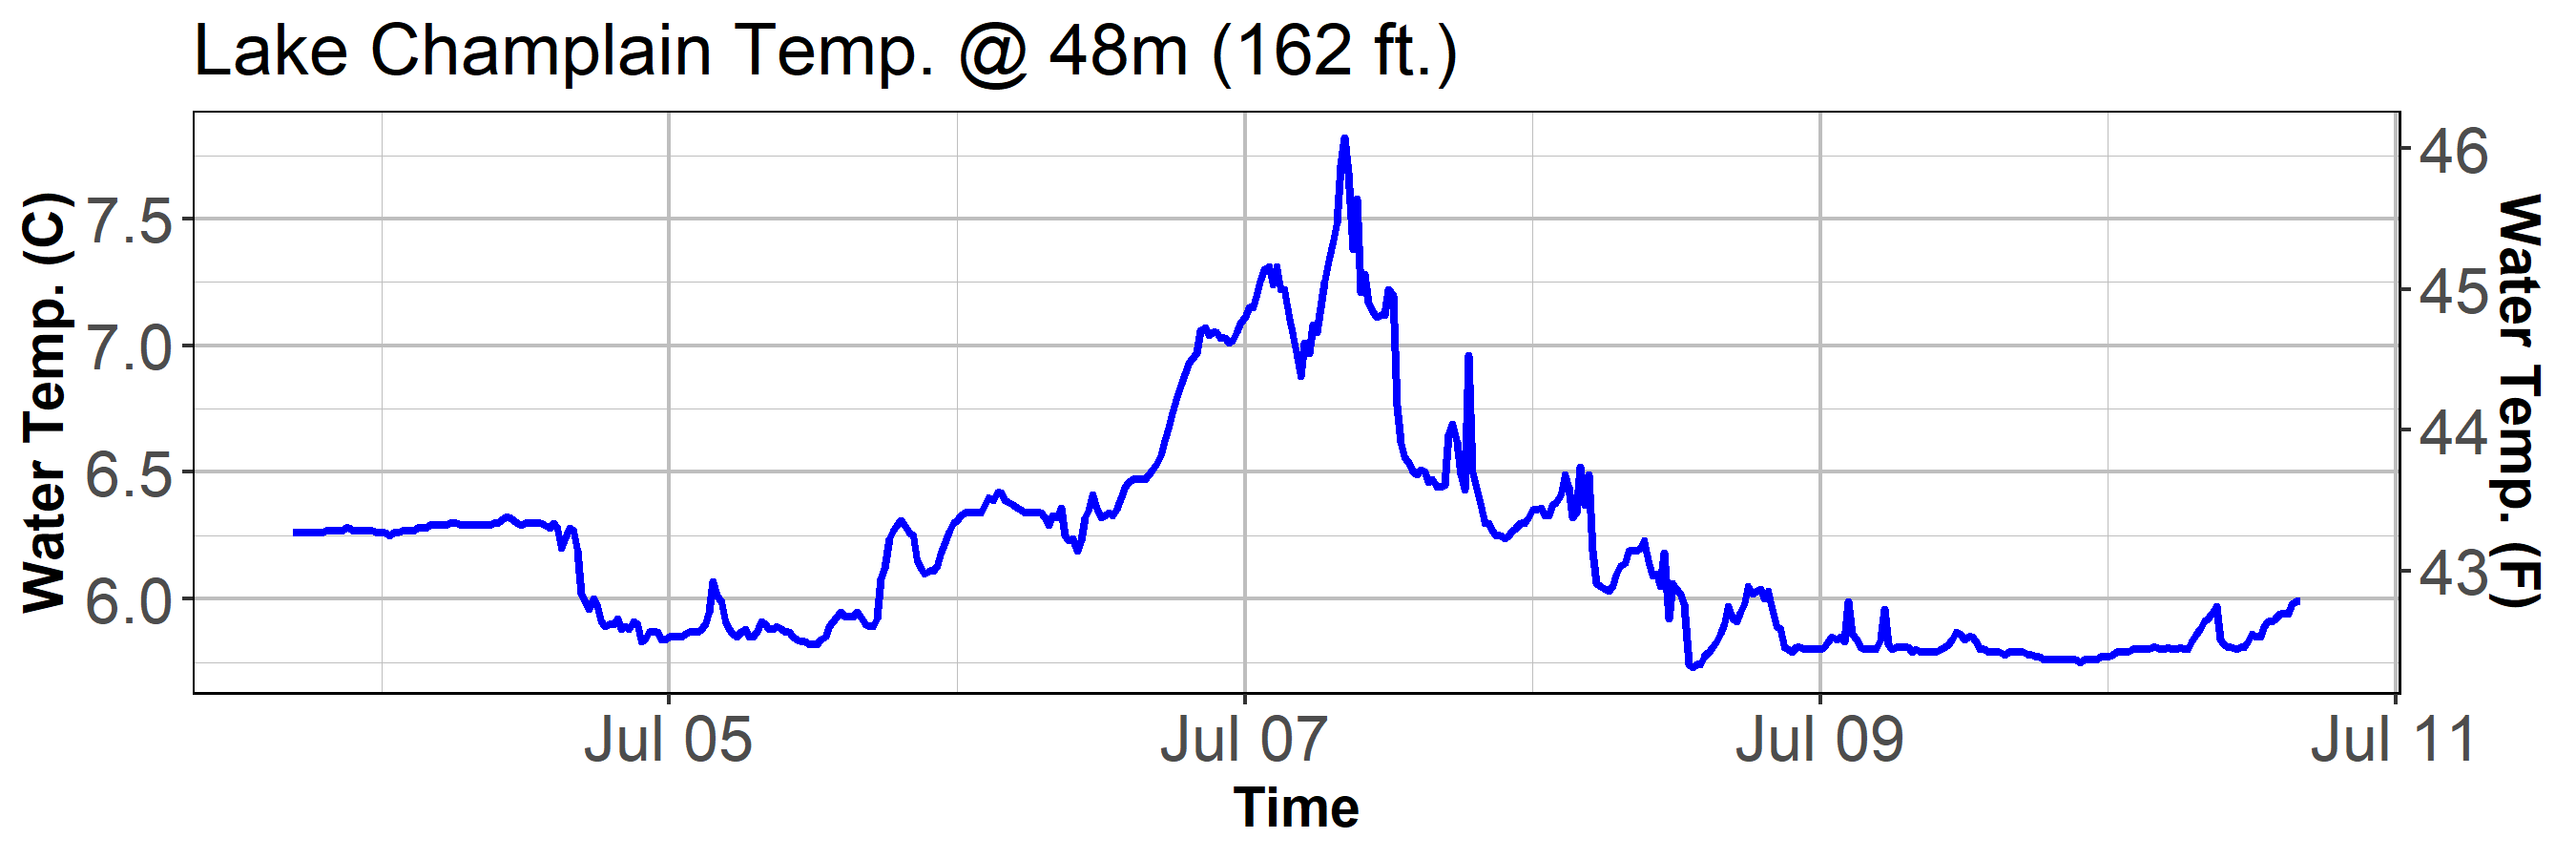 Lake Champlain Temp. @ 48m (162 ft.)
Water Temp. (C)
7.5
7.0
6.5
6.0
46
45
44
43
Water Temp. (F)
Jul 05
Jul 07
Jul 09
Jul 11
Time